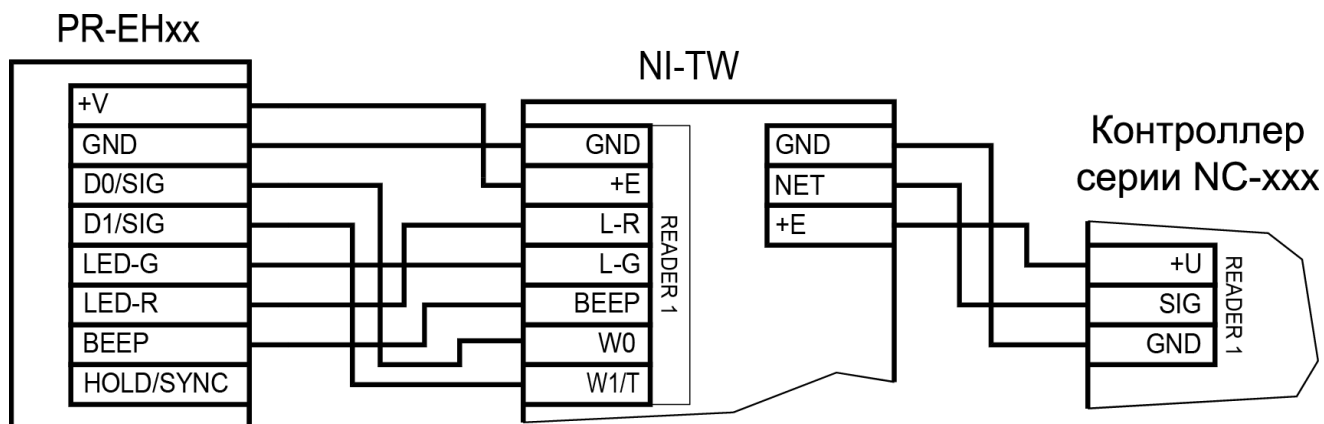 PR-EHxx
+V
GND
D0/SIG
D1/SIG
LED-G
LED-R
BEEP
HOLD/SYNC
NI-TW
GND
+E
L-R
L-G
BEEP
W0
W1/T
READER 1
GND
NET
+E
Контроллер
серии NC-xxx
+U
SIG
GND
READER 1